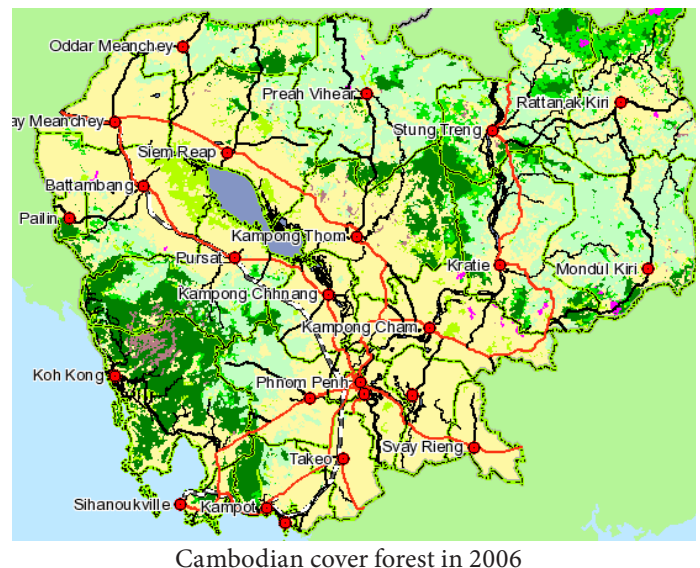 Oddar Meanchey
Preah Vihear
Rattanak Kiri
ay Meanchey
Stung Treng
Siem Reap
Battambang
Pailin
Kampong Thom
Pursat
Kratie
Mondul Kiri
Kampong Chhnang
Kampong Cham
Koh Kong
Phnom Penh
Svay Rieng
Takeo
Sihanoukville
Kampot
Cambodian cover forest in 2006